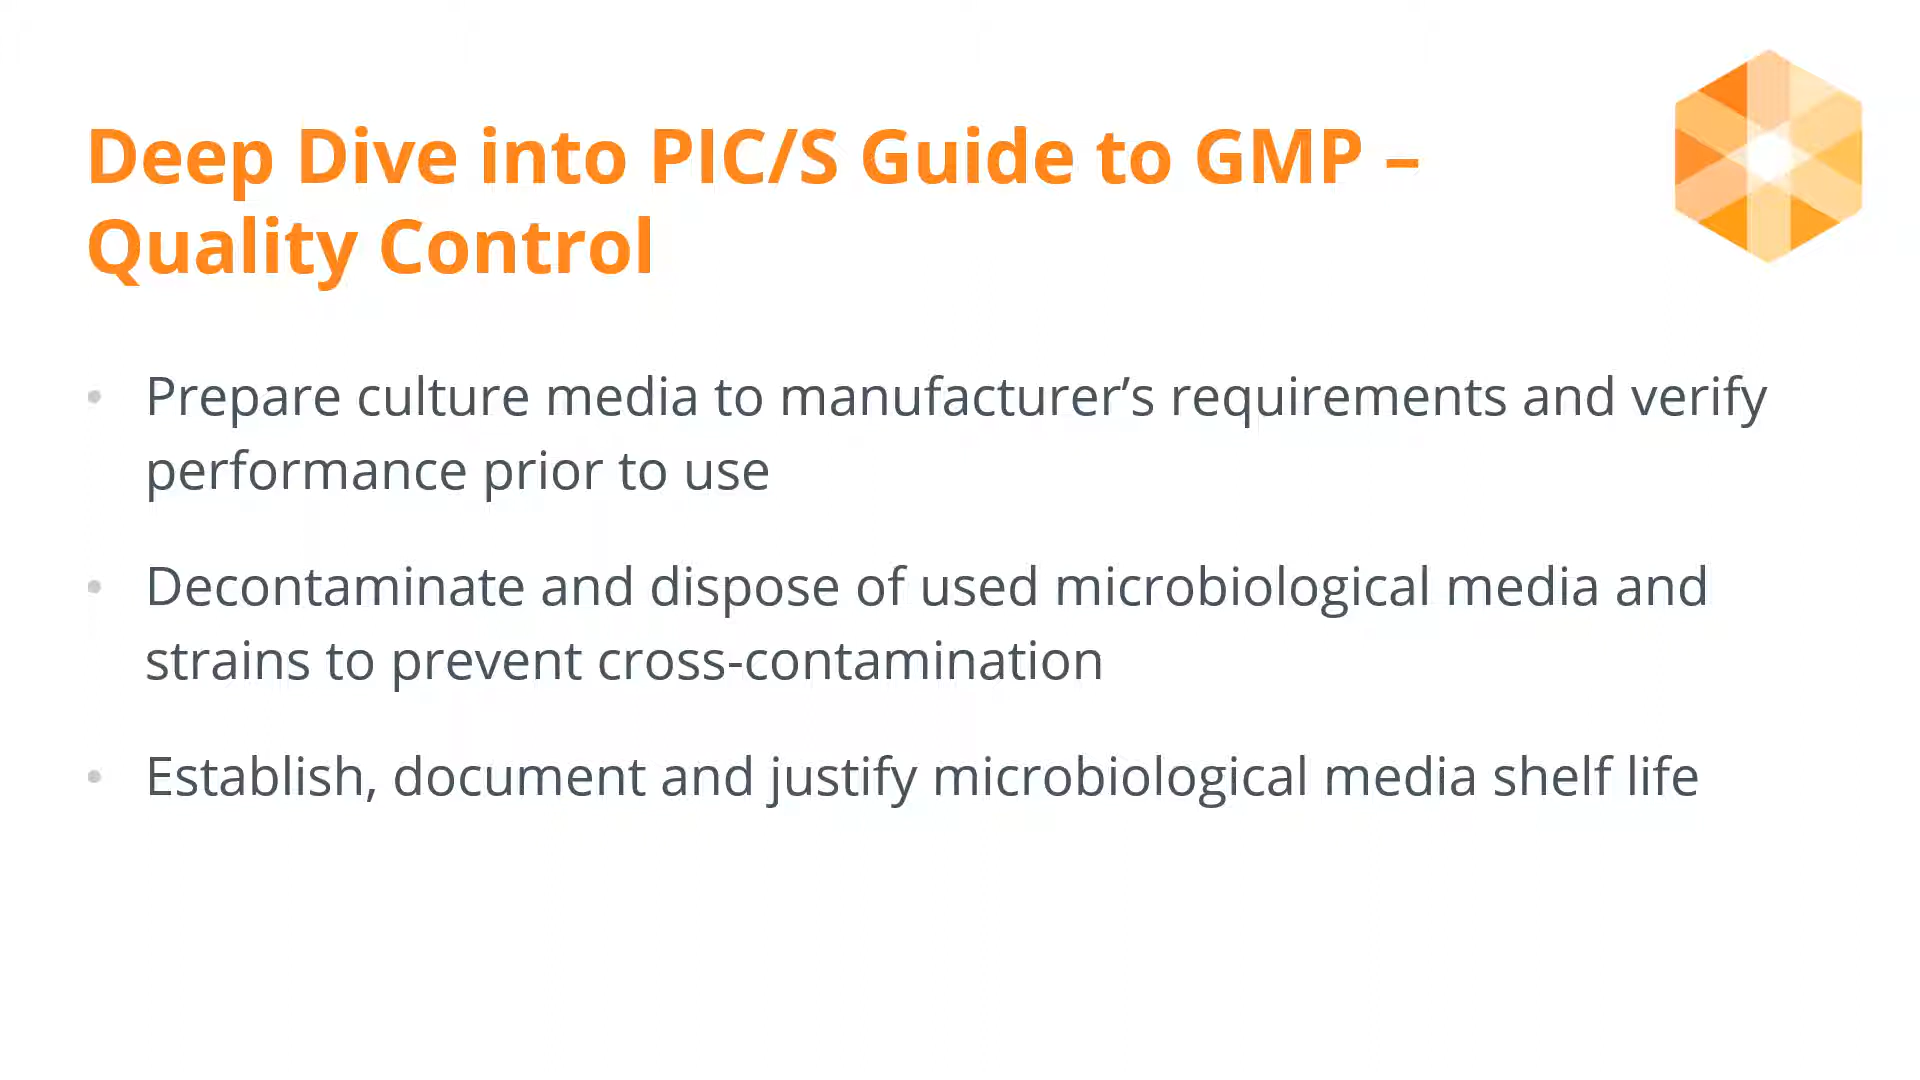 Deep Dive into PIC/S Guide to GMP –
Quality Control
• Prepare culture media to manufacturer’s requirements and verify
performance prior to use
• Decontaminate and dispose of used microbiological media and
strains to prevent cross-contamination
• Establish, document and justify microbiological media shelf life